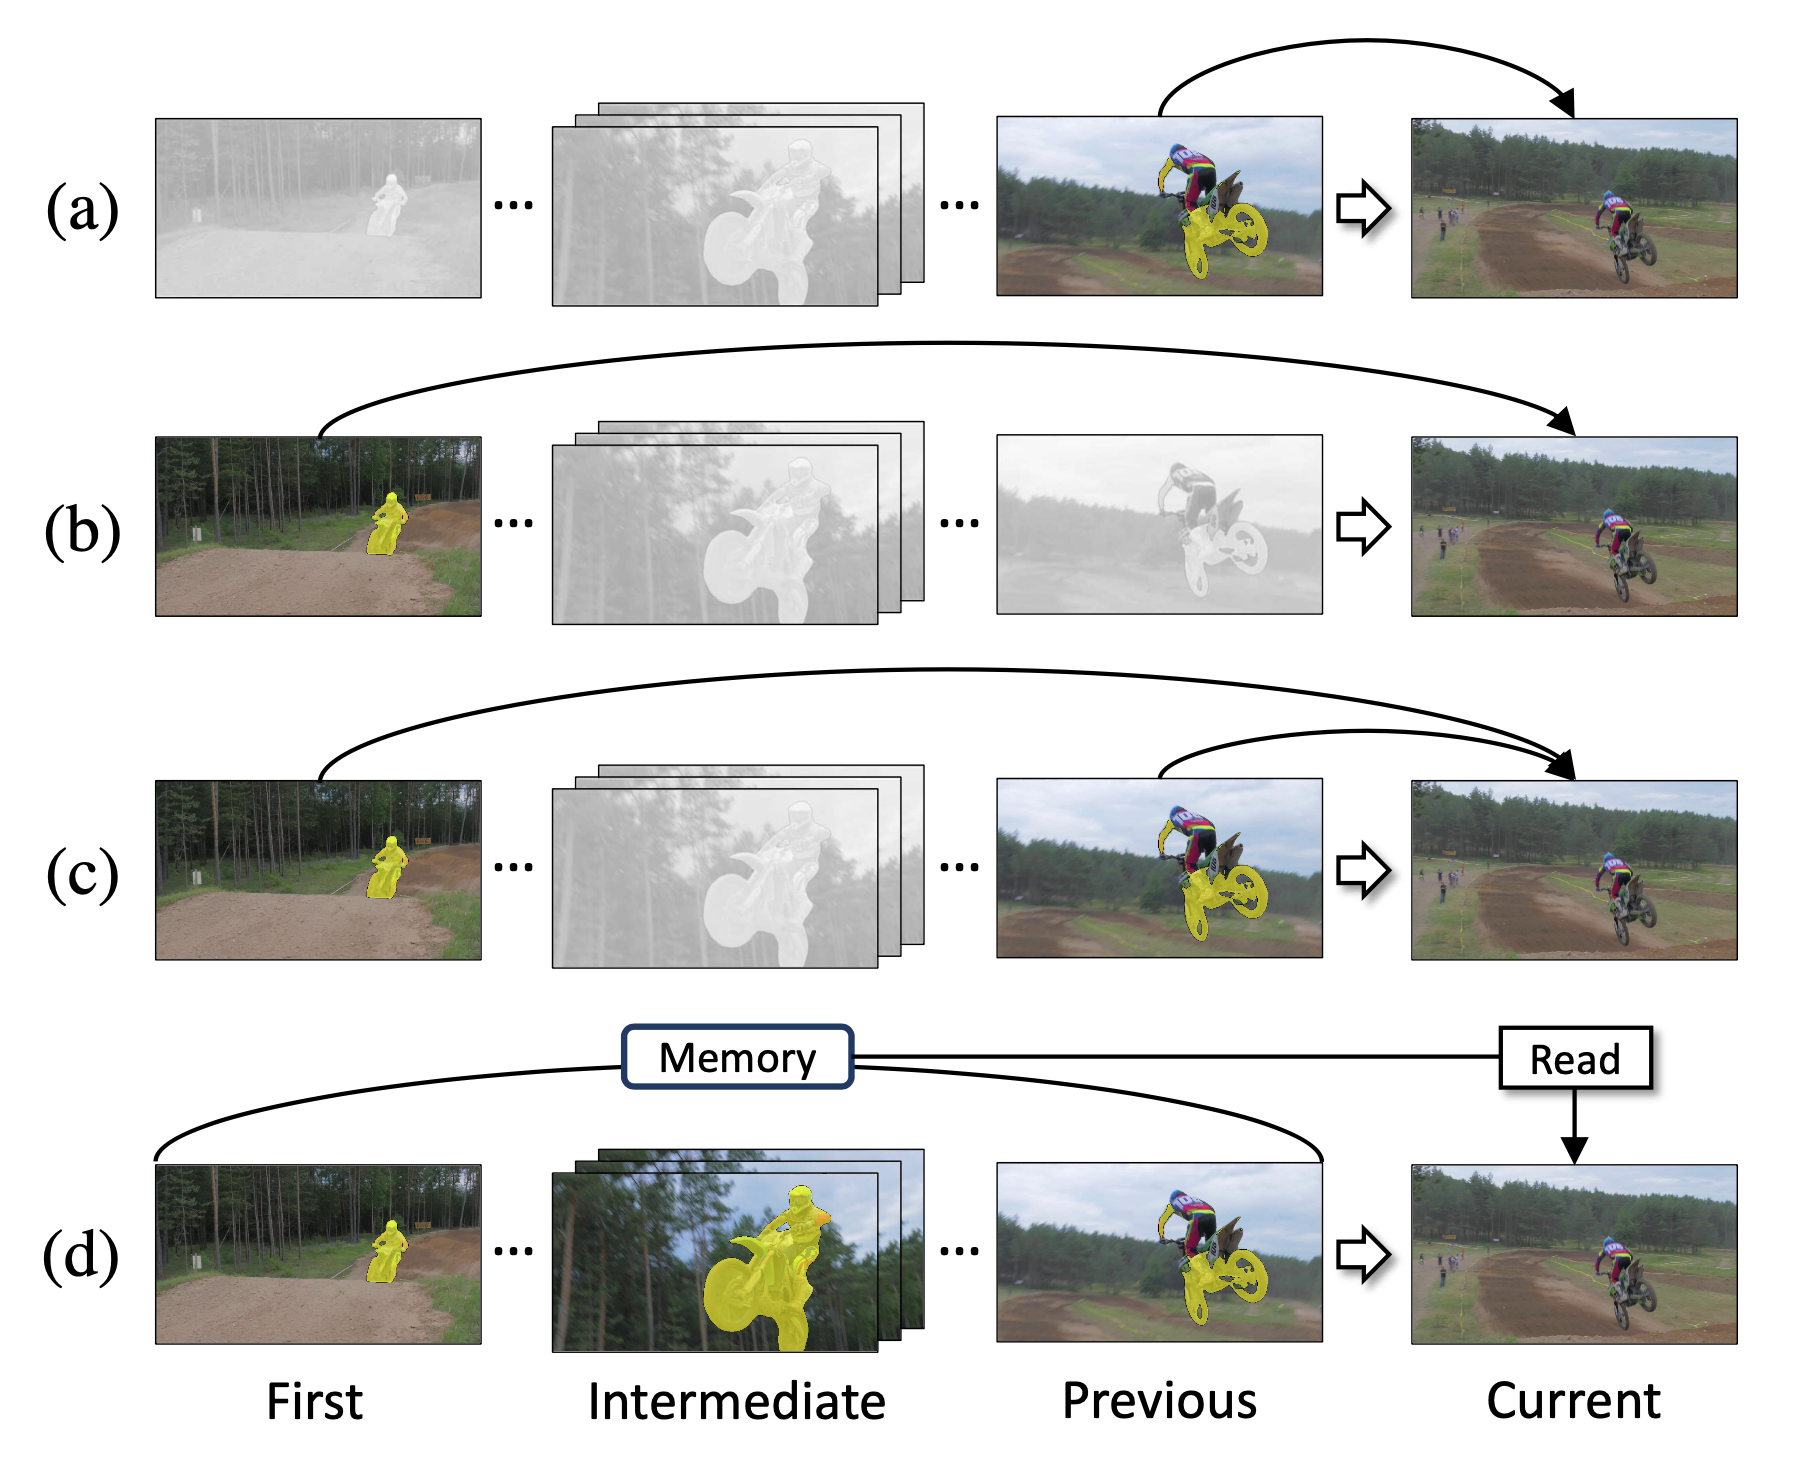 (a)
(b)
(c)
Memory
Read
(d)
First
Intermediate
Previous
Current